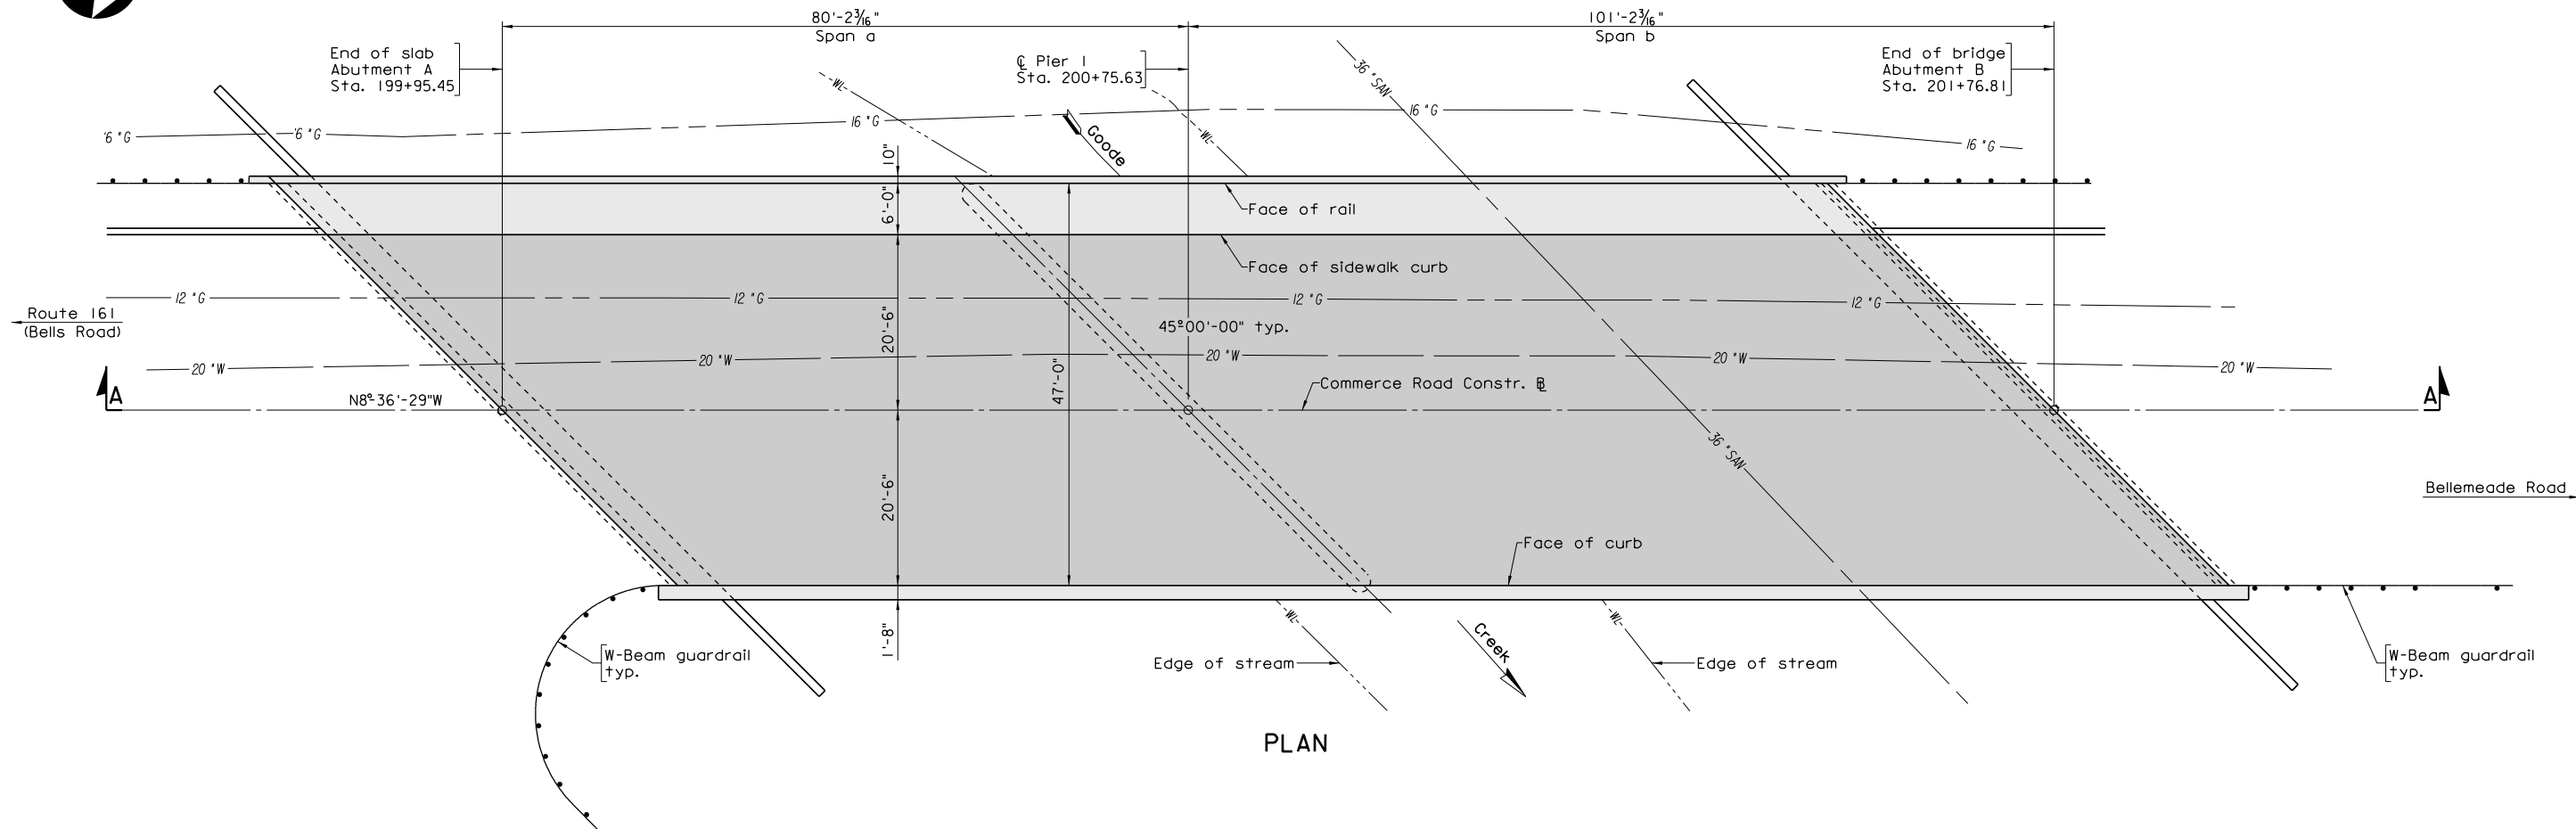 80'-2 3/16"
Span a
101'-2 3/16"
Span b
End of slab
Abutment A
Sta. 199+95.45
℄ Pier 1
Sta. 200+75.63
End of bridge
Abutment B
Sta. 201+76.81
WL
36 "SAN
'6 "G
'6 "G
16 "G
16 "G
16 "G
Goode
WL
10"
6'-0"
Face of rail
Face of sidewalk curb
12 "G
12 "G
12 "G
12 "G
Route 161
(Bells Road)
20'-6"
45°00'-00" typ.
20 "W
20 "W
20 "W
20 "W
20 "W
47'-0"
Commerce Road Constr. BL
A
N8°-36'-29"W
A
36 "SAN
20'-6"
Bellemeade Road
Face of curb
1'-8"
WL
WL
Creek
W-Beam guardrail
typ.
Edge of stream
Edge of stream
W-Beam guardrail
typ.
PLAN